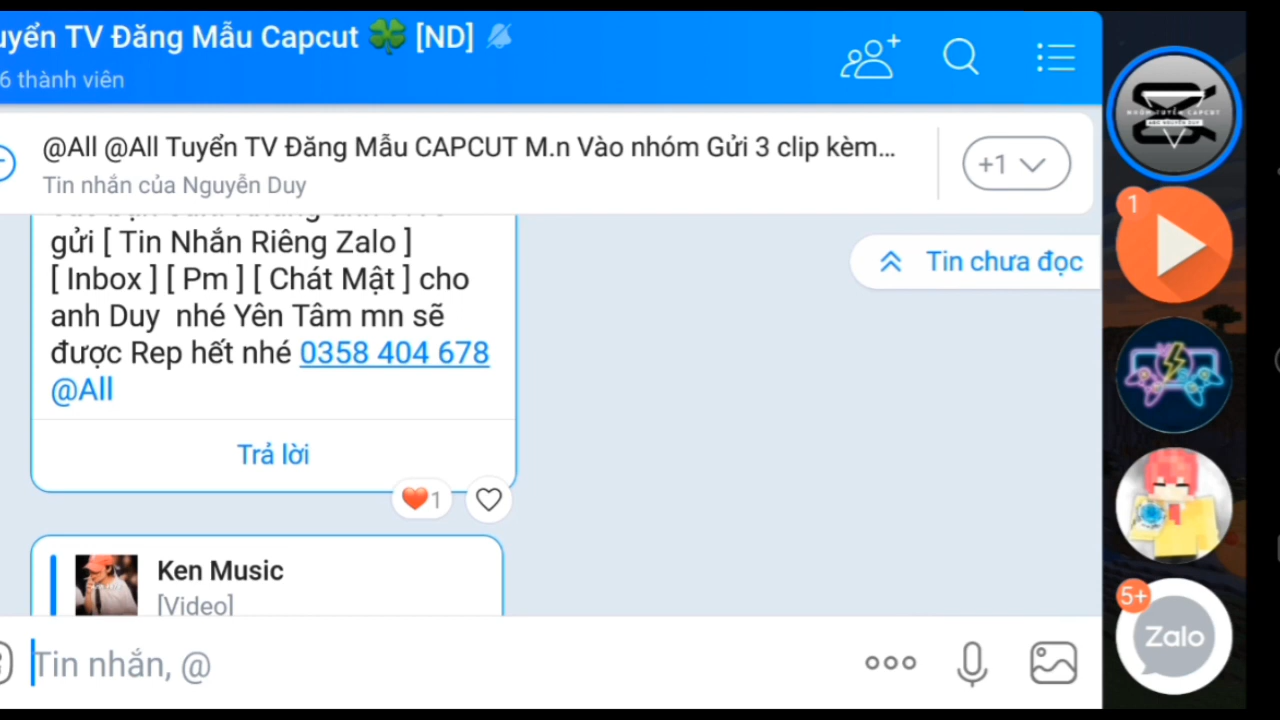 uyển TV Đăng Mẫu Capcut 🍀 [ND]
6 thành viên
@All @All Tuyển TV Đăng Mẫu CAPCUT M.n Vào nhóm Gửi 3 clip kèm...
Tin nhắn của Nguyễn Duy
+1
gửi [ Tin Nhắn Riêng Zalo ]
[ Inbox ] [ Pm ] [ Chát Mật ] cho
anh Duy nhé Yên Tâm mn sẽ
được Rep hết nhé 0358 404 678
@All
Tin chưa đọc
Trả lời
1
Ken Music
[Video]
Tin nhắn, @
NHÓM TUYỂN CAPCUT
1
5+
Zalo